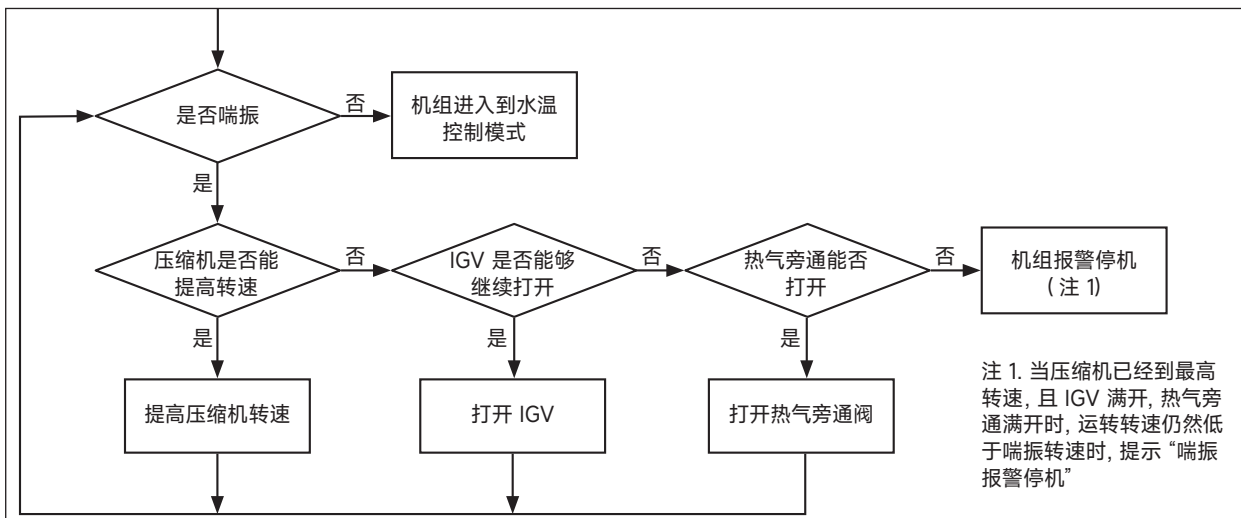 是否喘振
否
机组进入到水温
控制模式
是
压缩机是否能
提高转速
否
IGV 是否能够
继续打开
否
热气旁通能否
打开
否
机组报警停机
( 注 1)
是
是
是
提高压缩机转速
打开 IGV
打开热气旁通阀
注 1. 当压缩机已经到最高
转速, 且 IGV 满开, 热气旁
通满开时, 运转转速仍然低
于喘振转速时, 提示 “喘振
报警停机”